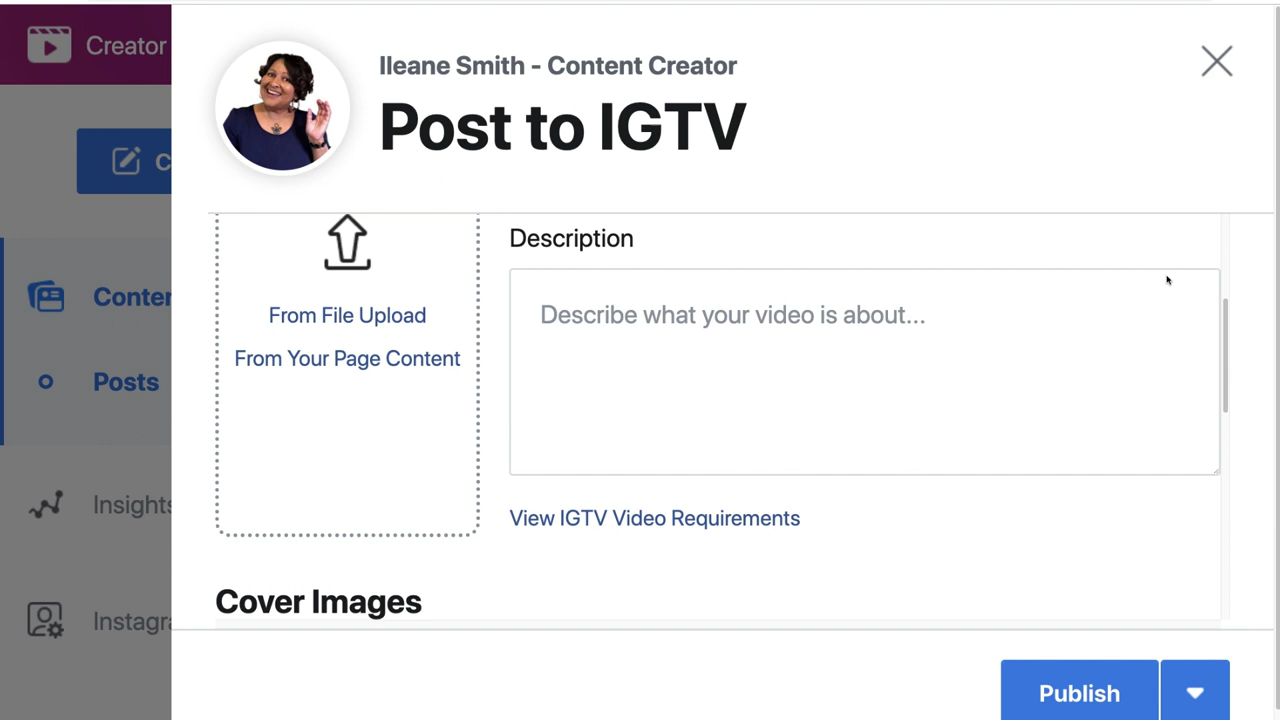 Creator
Ileane Smith - Content Creator
Post to IGTV
C
Conten
Posts
Insights
Instagra
From File Upload
From Your Page Content
Description
Describe what your video is about...
View IGTV Video Requirements
Cover Images
Publish